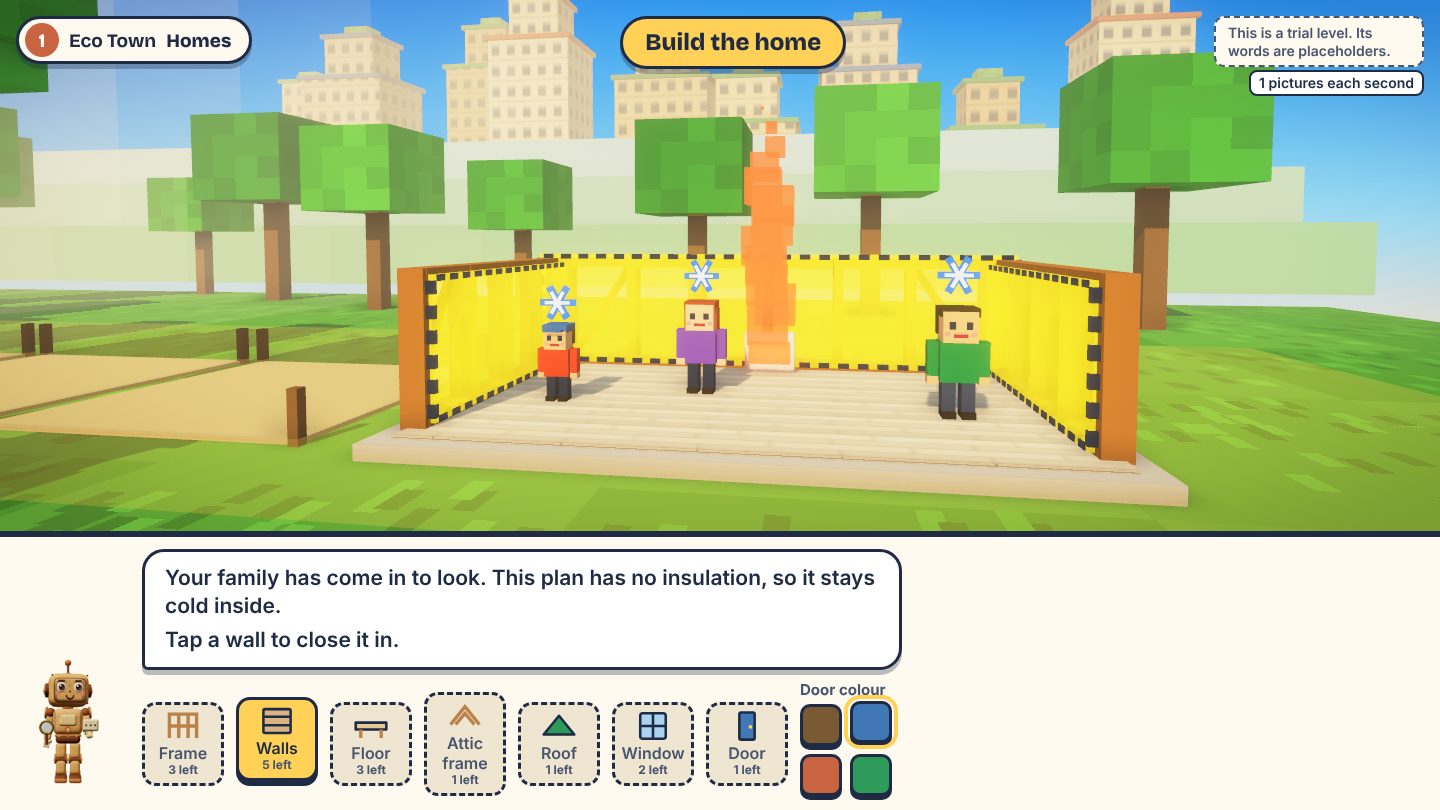 1 Eco Town Homes
Build the home
This is a trial level. Its
words are placeholders.
1 pictures each second
Your family has come in to look. This plan has no insulation, so it stays
cold inside.
Tap a wall to close it in.
Door colour
Frame
3 left
Walls
5 left
Floor
3 left
Attic
frame
1 left
Roof
1 left
Window
2 left
Door
1 left